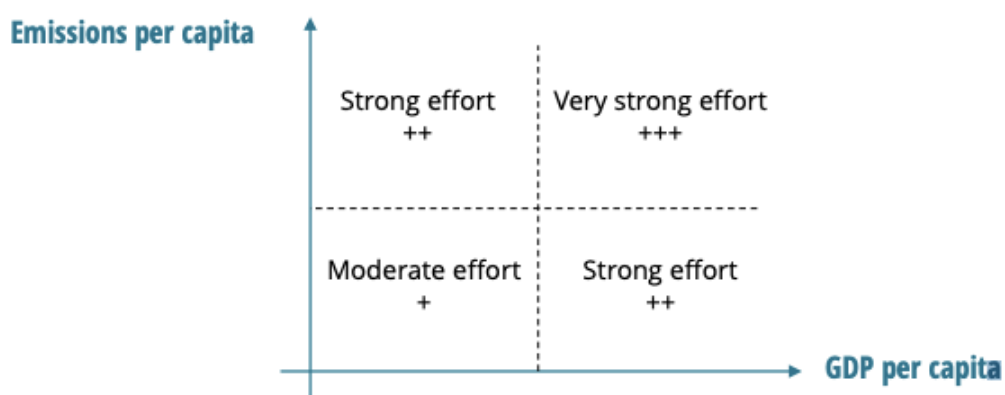 Emissions per capita
Strong effort
++
Very strong effort
+++
Moderate effort
+
Strong effort
++
GDP per capita